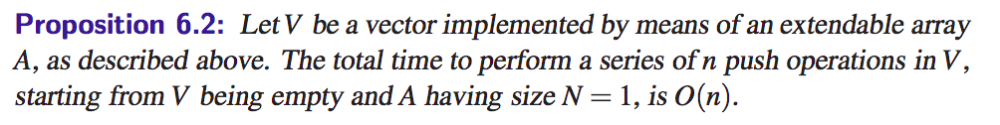 Proposition 6.2: Let V be a vector implemented by means of an extendable array
A, as described above. The total time to perform a series of n push operations in V,
starting from V being empty and A having size N = 1, is O(n).